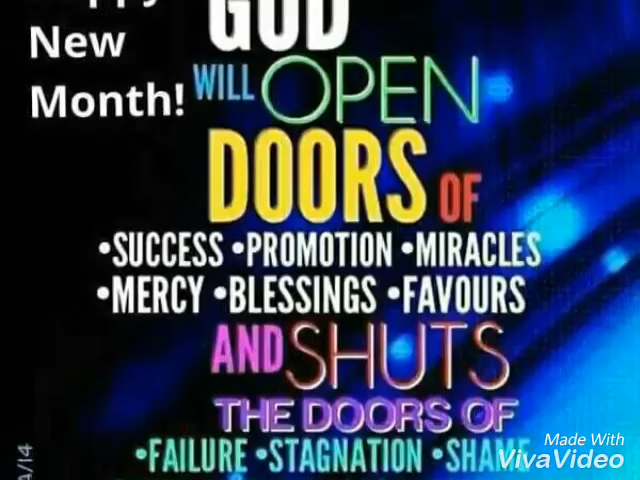 New
Month!
GOD
WILL OPEN
DOORS OF
•SUCCESS •PROMOTION •MIRACLES
•MERCY •BLESSINGS •FAVOURS
AND SHUTS
THE DOORS OF
•FAILURE •STAGNATION •SHAME
Made With
VivaVideo